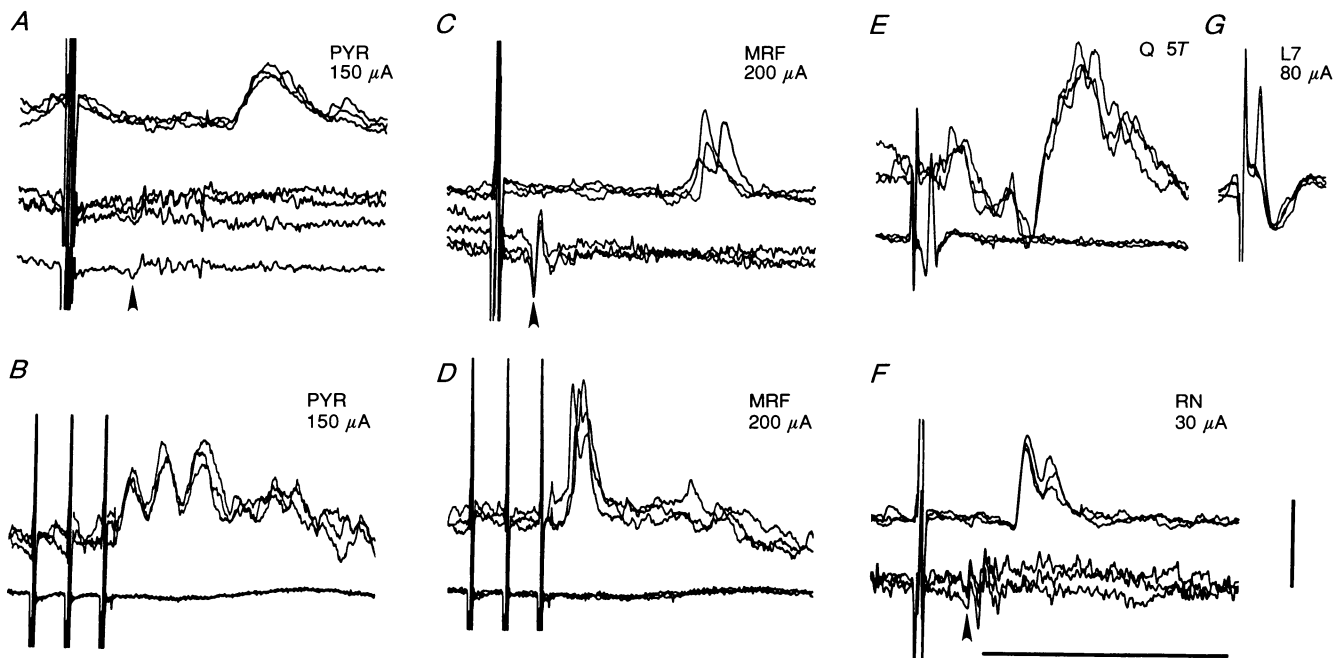 A
PYR
150 μA
B
PYR
150 μA
C
MRF
200 μA
D
MRF
200 μA
E
Q 5T
F
RN
30 μA
G
L7
80 μA